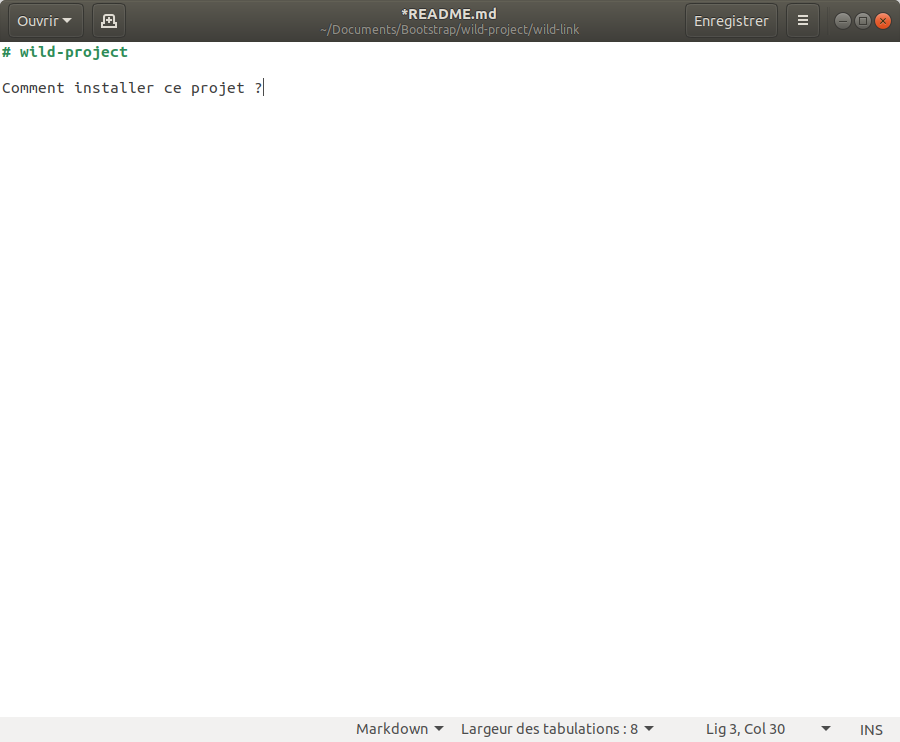 Ouvrir
*README.md
~/Documents/Bootstrap/wild-project/wild-link
Enregistrer
# wild-project
Comment installer ce projet ?
Markdown
Largeur des tabulations : 8
Lig 3, Col 30
INS